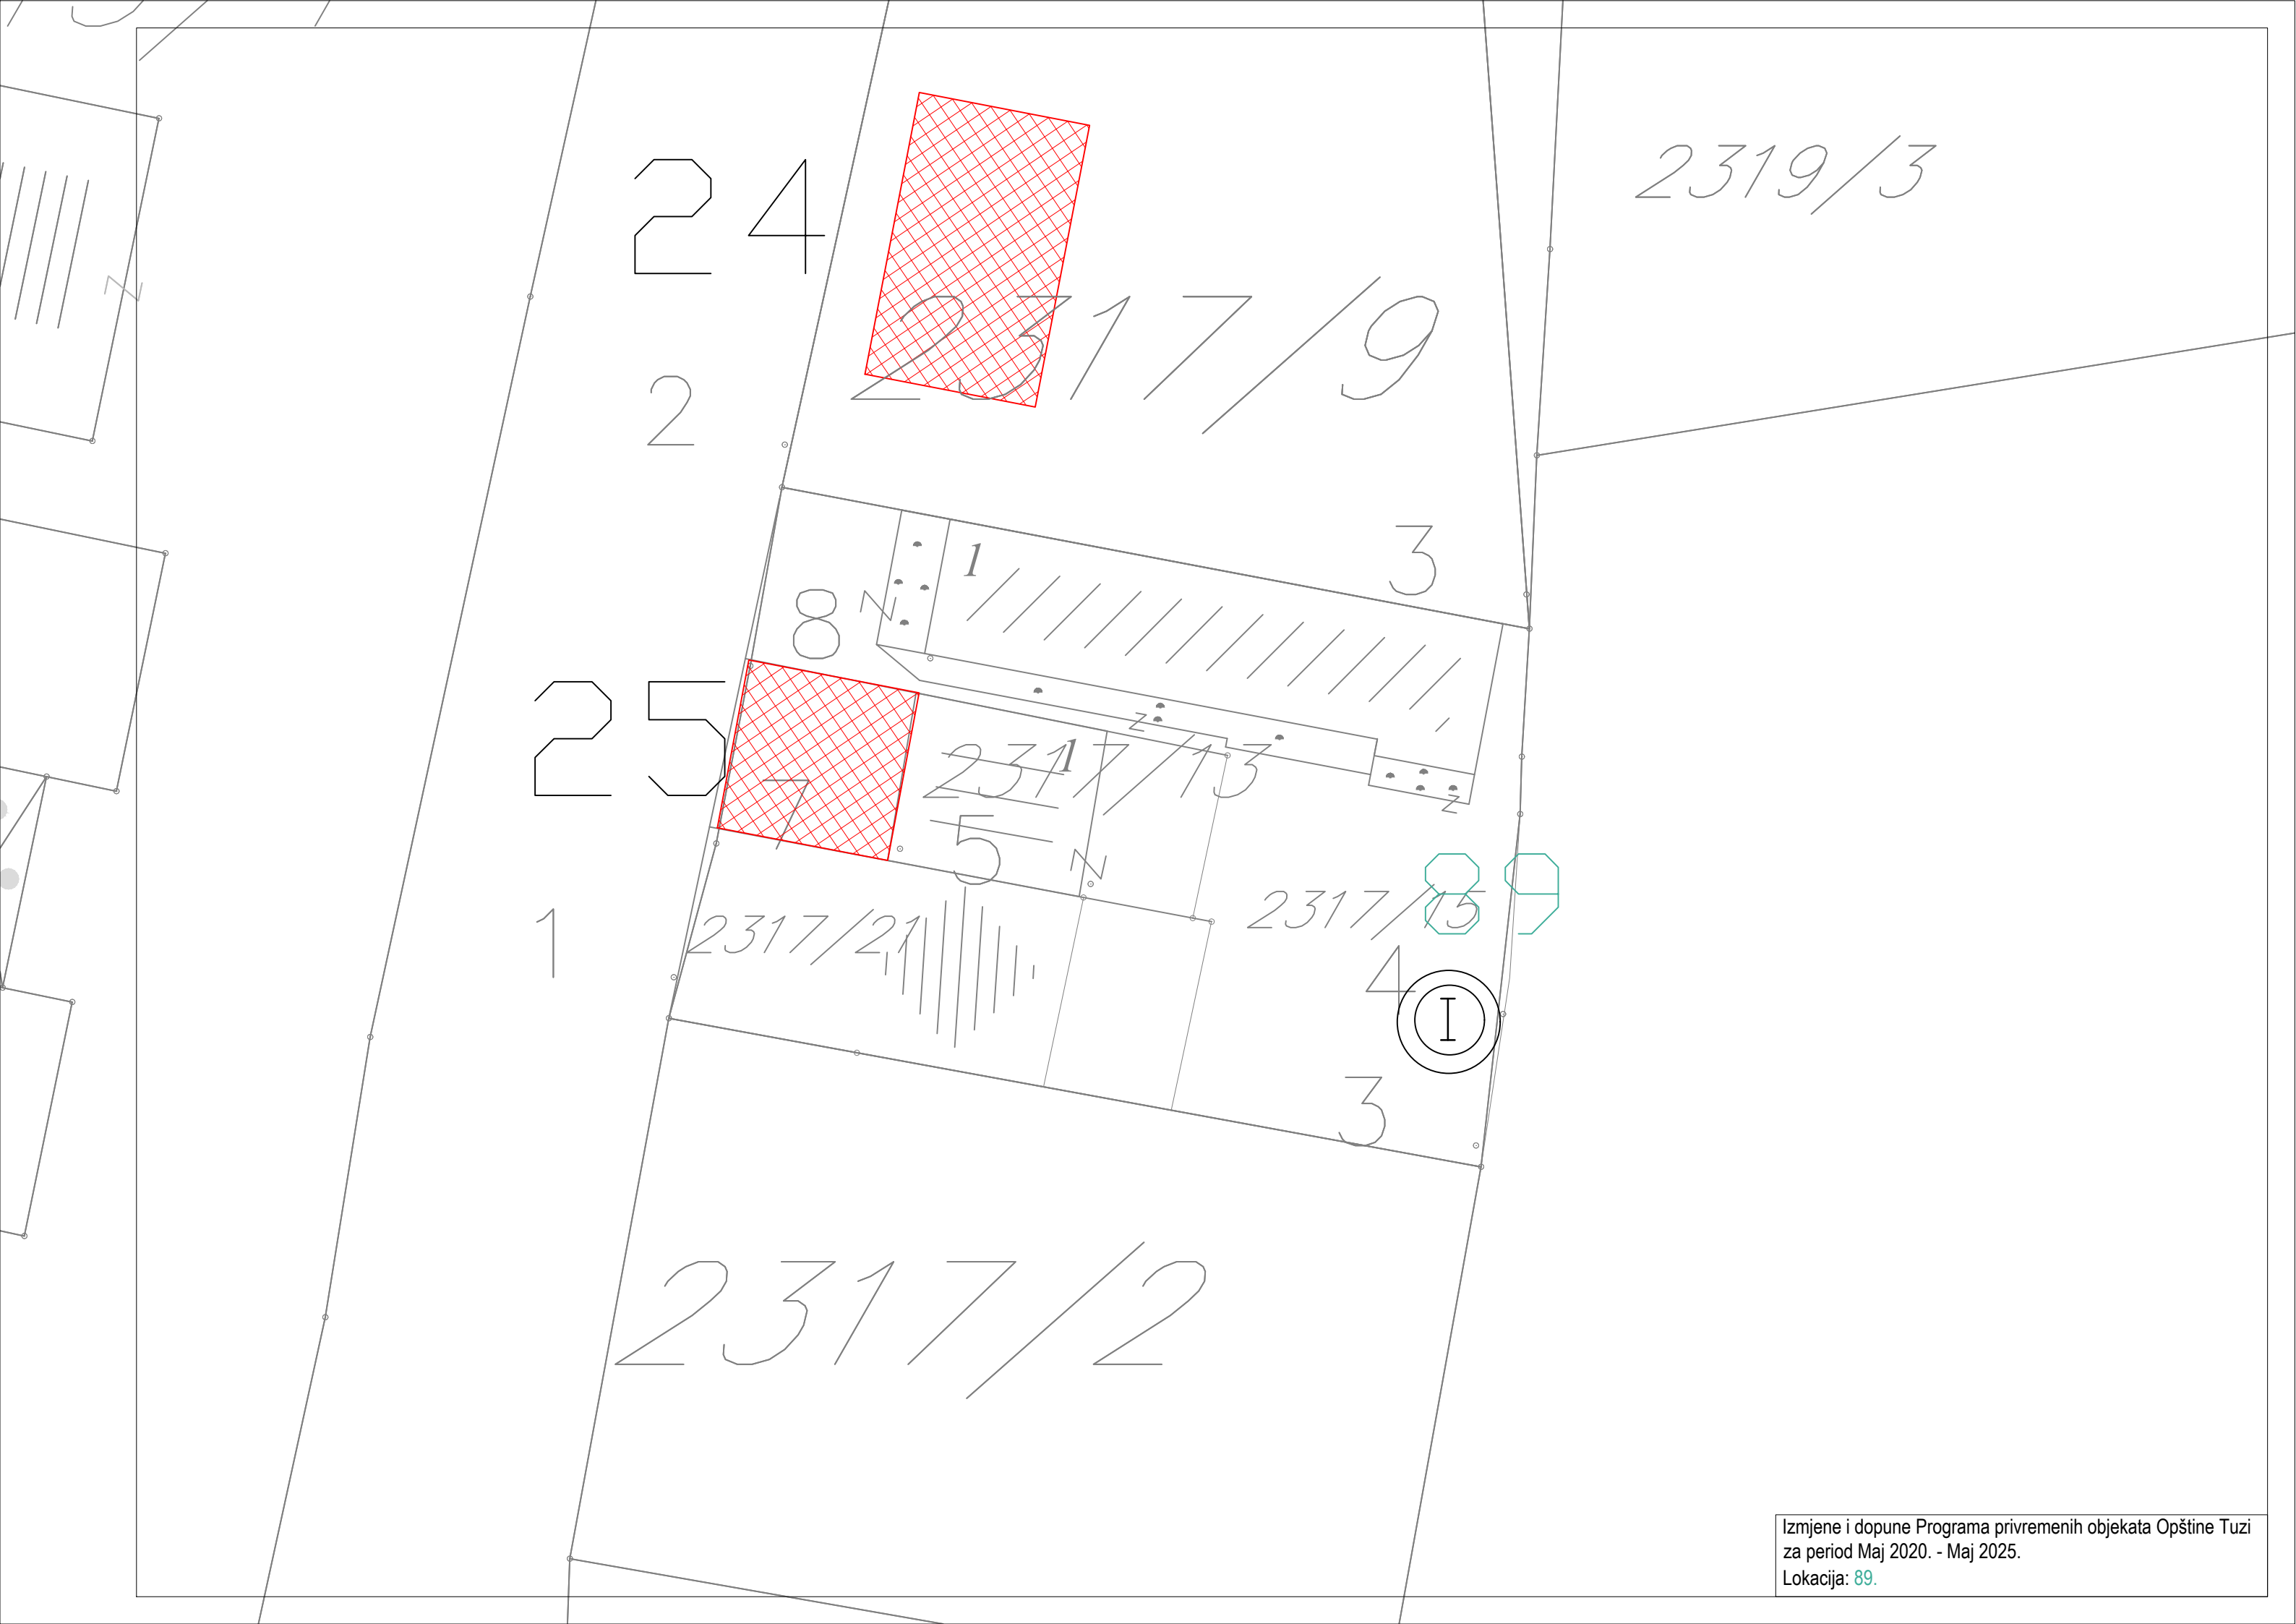 24
2319/3
2317/9
2
3
1
8
z
25
1
2317/13
z
z
7
5
z
89
2317/15
2317/21
1
4
I
3
2317/2
Izmjene i dopune Programa privremenih objekata Opštine Tuzi
za period Maj 2020. - Maj 2025.
Lokacija: 89.